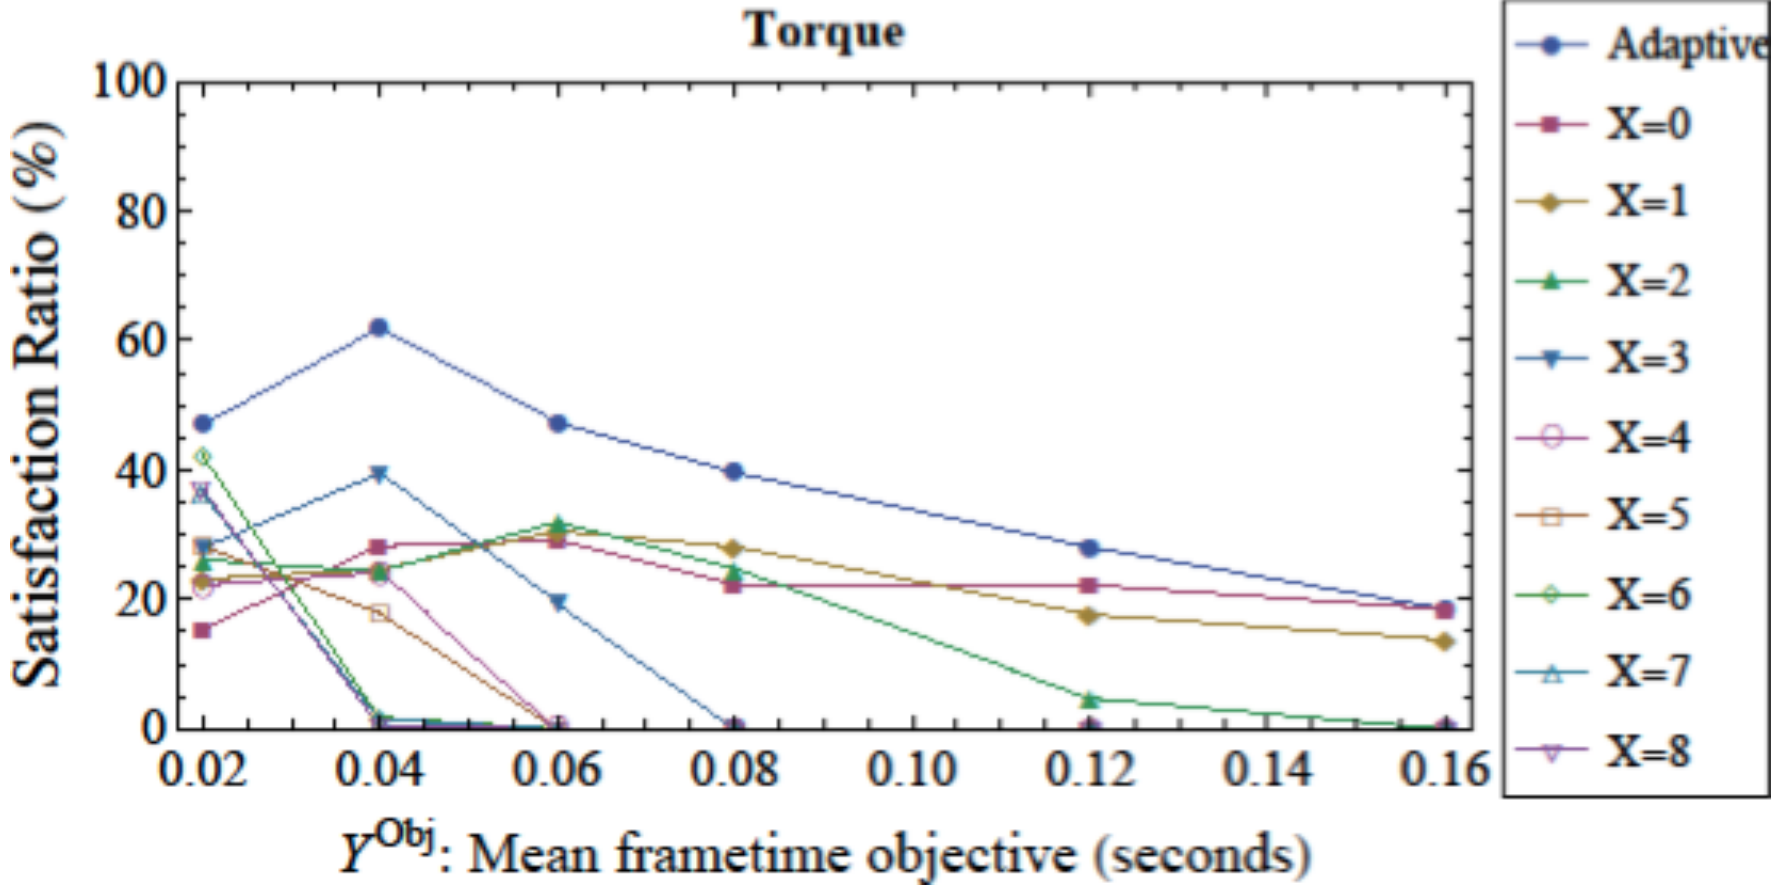 Torque
Satisfaction Ratio (%)
100
80
60
40
20
0
0.02 0.04 0.06 0.08 0.10 0.12 0.14 0.16
Y^Obj: Mean frametime objective (seconds)
Adaptive
X=0
X=1
X=2
X=3
X=4
X=5
X=6
X=7
X=8